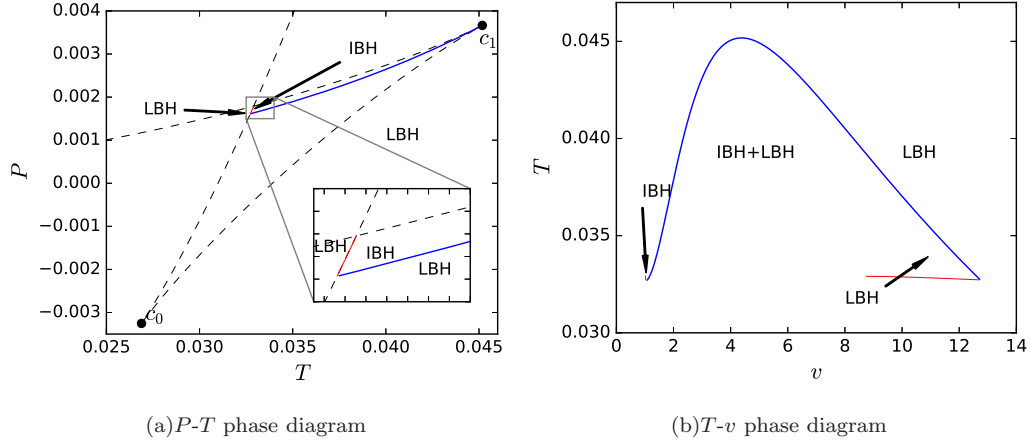 0.004
0.003
0.002
0.001
0.000
−0.001
−0.002
−0.003
P
0.025
0.030
0.035
0.040
0.045
T
c₁
IBH
LBH
LBH
c₀
LBH
IBH
LBH
(a)P-T phase diagram
0.045
0.040
0.035
0.030
T
0
2
4
6
8
10
12
14
v
IBH+LBH
LBH
IBH
LBH
(b)T-v phase diagram